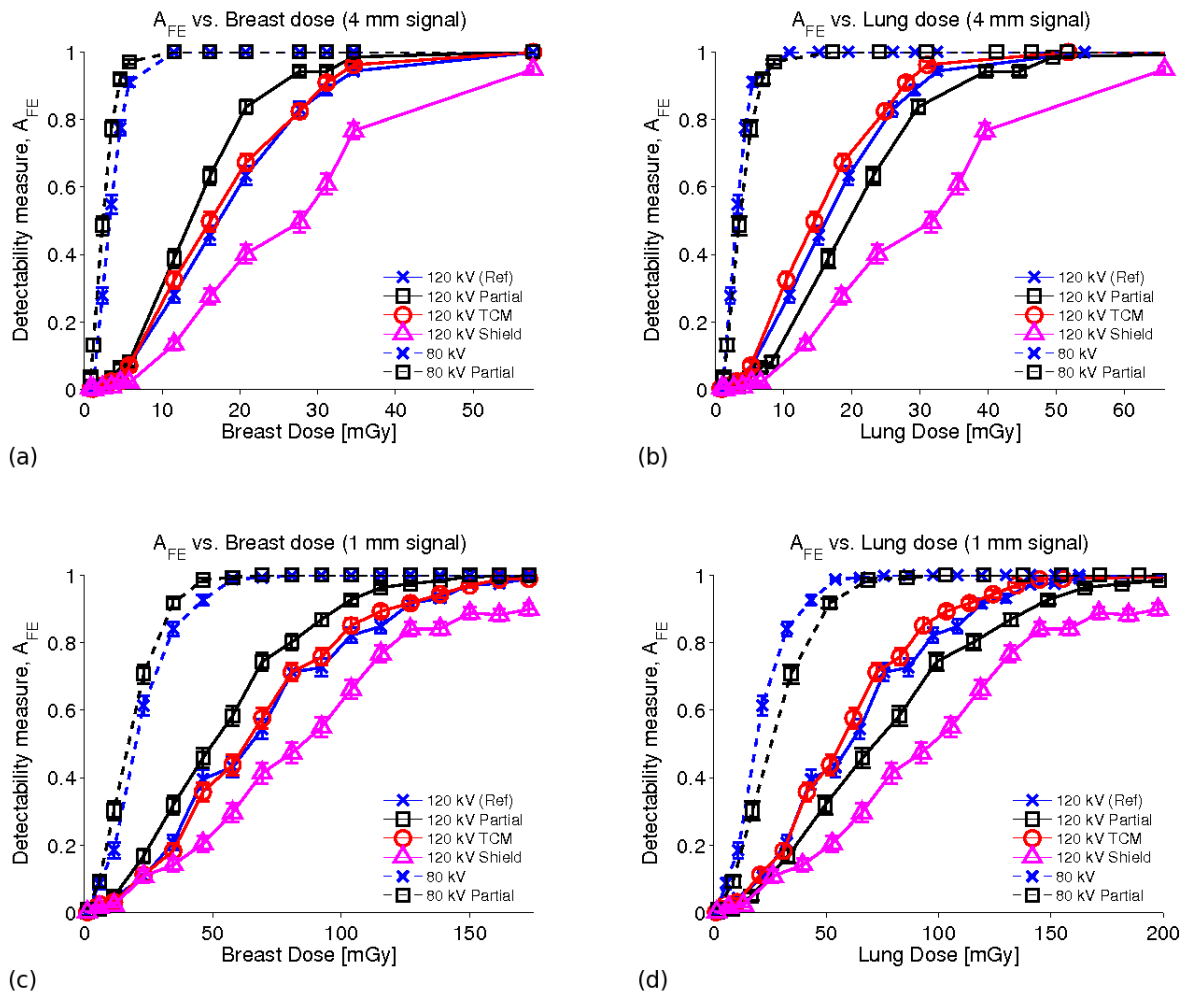 A_FE vs. Breast dose (4 mm signal)
Detectability measure, A_FE
1
0.8
0.6
0.4
0.2
0
0 10 20 30 40 50
Breast Dose [mGy]
120 kV (Ref)
120 kV Partial
120 kV TCM
120 kV Shield
80 kV
80 kV Partial
(a)
A_FE vs. Lung dose (4 mm signal)
Detectability measure, A_FE
1
0.8
0.6
0.4
0.2
0
0 10 20 30 40 50 60
Lung Dose [mGy]
120 kV (Ref)
120 kV Partial
120 kV TCM
120 kV Shield
80 kV
80 kV Partial
(b)
A_FE vs. Breast dose (1 mm signal)
Detectability measure, A_FE
1
0.8
0.6
0.4
0.2
0
0 50 100 150
Breast Dose [mGy]
120 kV (Ref)
120 kV Partial
120 kV TCM
120 kV Shield
80 kV
80 kV Partial
(c)
A_FE vs. Lung dose (1 mm signal)
Detectability measure, A_FE
1
0.8
0.6
0.4
0.2
0
0 50 100 150 200
Lung Dose [mGy]
120 kV (Ref)
120 kV Partial
120 kV TCM
120 kV Shield
80 kV
80 kV Partial
(d)